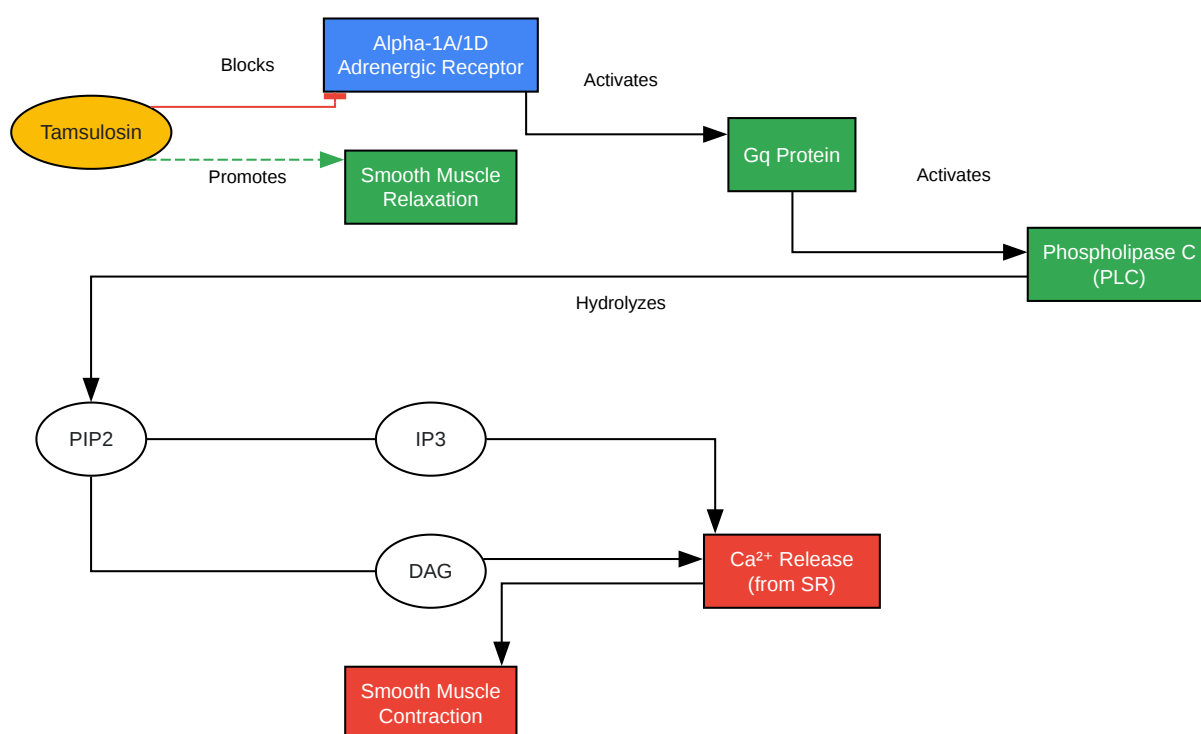 Alpha-1A/1D
Adrenergic Receptor
Blocks
Activates
Tamsulosin
Gq Protein
Promotes
Smooth Muscle
Relaxation
Activates
Phospholipase C
(PLC)
Hydrolyzes
PIP2
IP3
DAG
Ca²⁺ Release
(from SR)
Smooth Muscle
Contraction